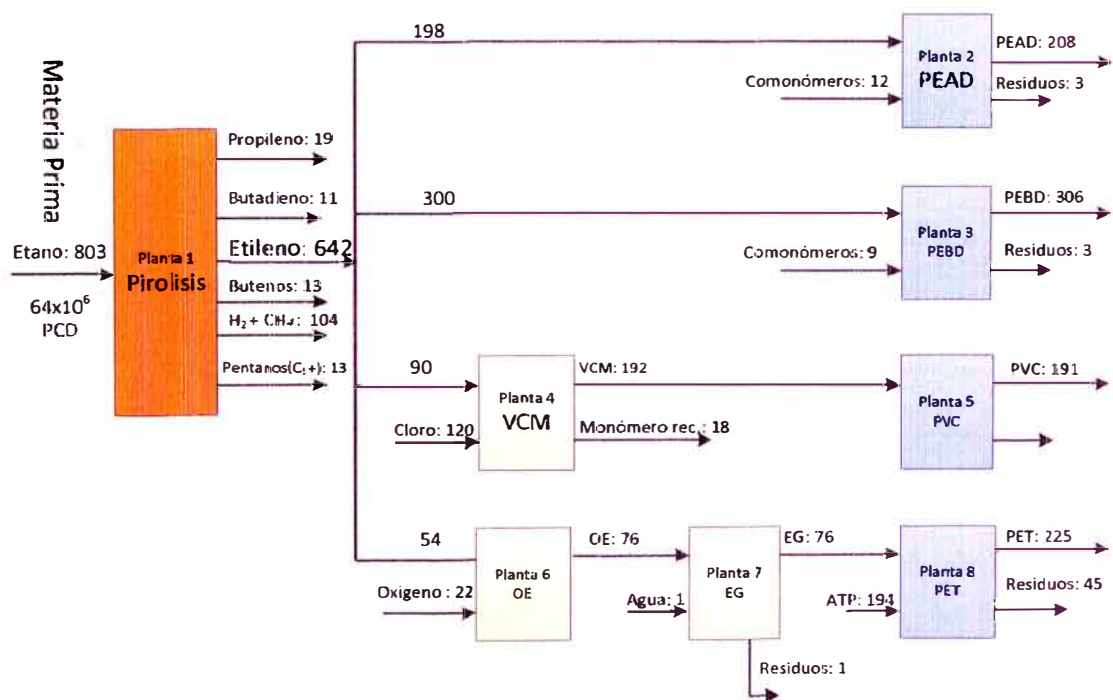 Materia Prima
Etano: 803
64x10⁶
PCD
Planta 1
Pirolisis
Propileno: 19
Butadieno: 11
Etileno: 642
Butenos: 13
H₂ + CH₄: 104
Pentanos(C₅+): 13
198
Comonómeros: 12
Planta 2
PEAD
PEAD: 208
Residuos: 3
300
Comonómeros: 9
Planta 3
PEBD
PEBD: 306
Residuos: 3
90
Cloro: 120
Planta 4
VCM
VCM: 192
Monómero rec.: 18
Planta 5
PVC
PVC: 191
54
Oxigeno: 22
Planta 6
OE
OE: 76
Agua: 1
Planta 7
EG
EG: 76
Residuos: 1
ATP: 194
Planta 8
PET
PET: 225
Residuos: 45